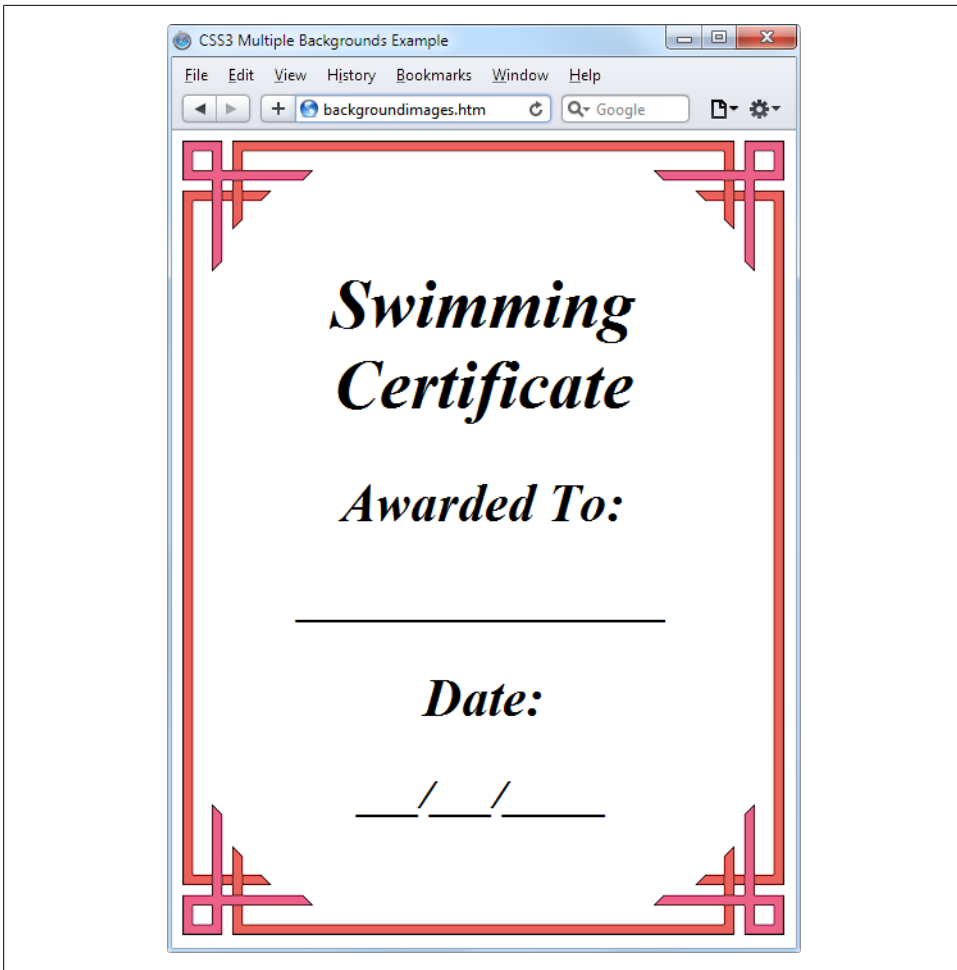 CSS3 Multiple Backgrounds Example
File Edit View History Bookmarks Window Help
backgroundimages.htm Google
Swimming
Certificate
Awarded To:
__________________
Date:
___/___/_____